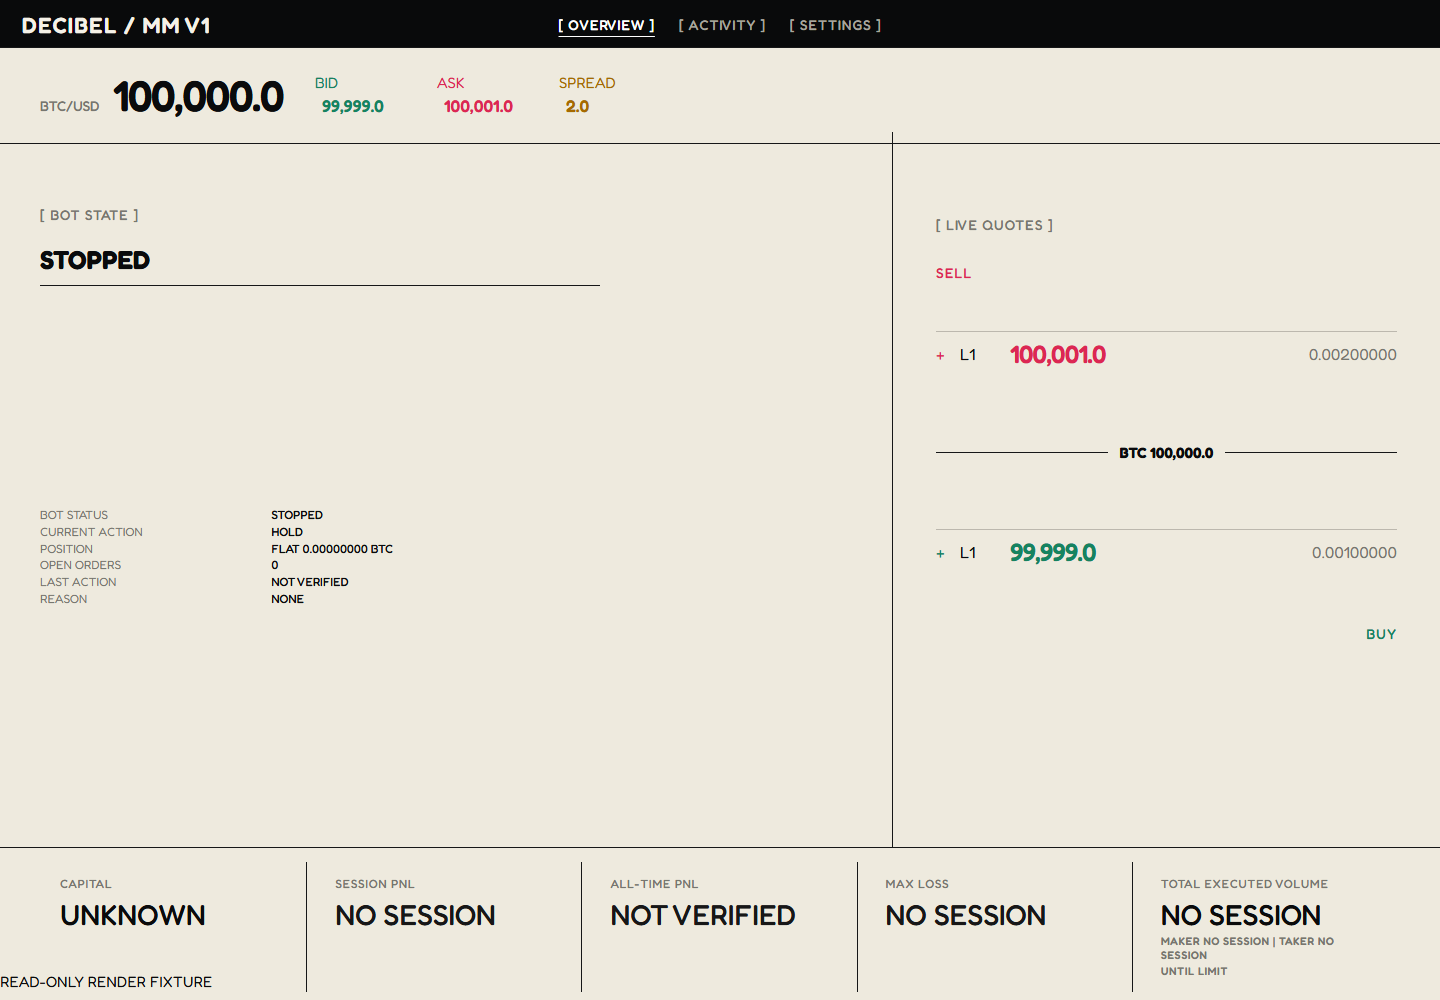 DECIBEL / MM V1
[ OVERVIEW ] [ ACTIVITY ] [ SETTINGS ]
BTC/USD 100,000.0
BID
99,999.0
ASK
100,001.0
SPREAD
2.0
[ BOT STATE ]
STOPPED
BOT STATUS STOPPED
CURRENT ACTION HOLD
POSITION FLAT 0.00000000 BTC
OPEN ORDERS 0
LAST ACTION NOT VERIFIED
REASON NONE
[ LIVE QUOTES ]
SELL
+ L1 100,001.0 0.00200000
BTC 100,000.0
+ L1 99,999.0 0.00100000
BUY
CAPITAL
UNKNOWN
SESSION PNL
NO SESSION
ALL-TIME PNL
NOT VERIFIED
MAX LOSS
NO SESSION
TOTAL EXECUTED VOLUME
NO SESSION
MAKER NO SESSION | TAKER NO
SESSION
UNTIL LIMIT
READ-ONLY RENDER FIXTURE